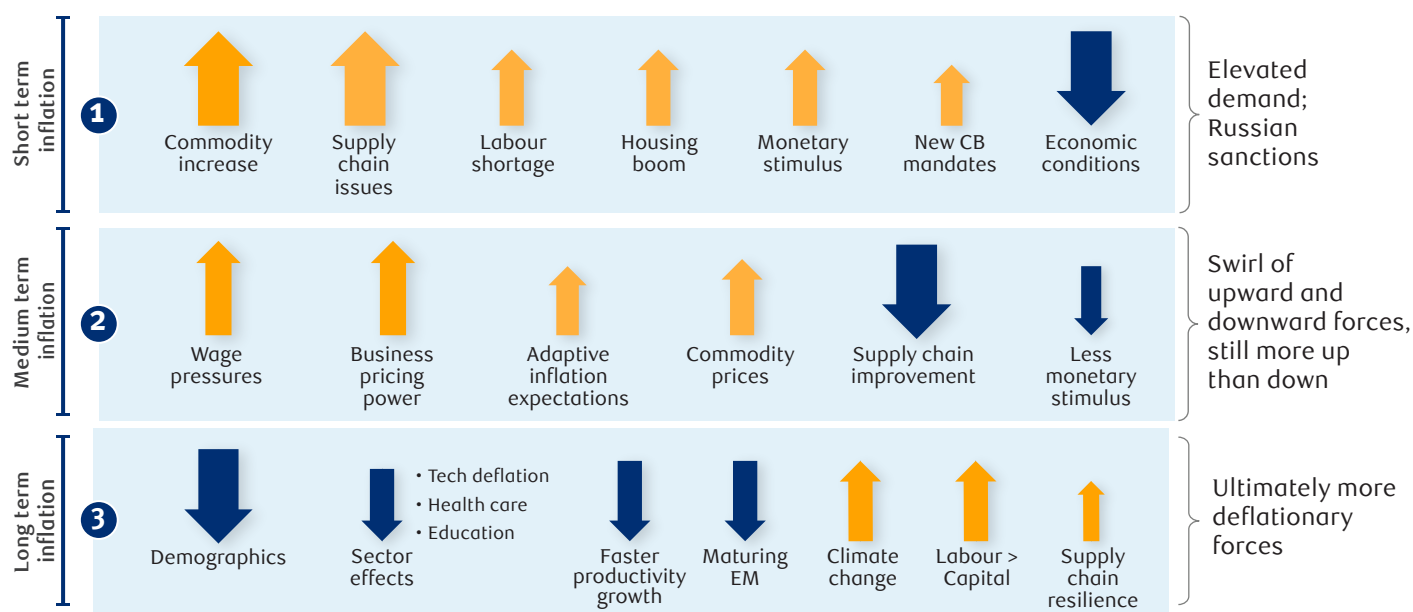 Short term
inflation
1
Commodity
increase
Supply
chain
issues
Labour
shortage
Housing
boom
Monetary
stimulus
New CB
mandates
Economic
conditions
Elevated
demand;
Russian
sanctions
Medium term
inflation
2
Wage
pressures
Business
pricing
power
Adaptive
inflation
expectations
Commodity
prices
Supply chain
improvement
Less
monetary
stimulus
Swirl of
upward and
downward forces,
still more up
than down
Long term
inflation
3
Demographics
Sector
effects
• Tech deflation
• Health care
• Education
Faster
productivity
growth
Maturing
EM
Climate
change
Labour >
Capital
Supply
chain
resilience
Ultimately more
deflationary
forces